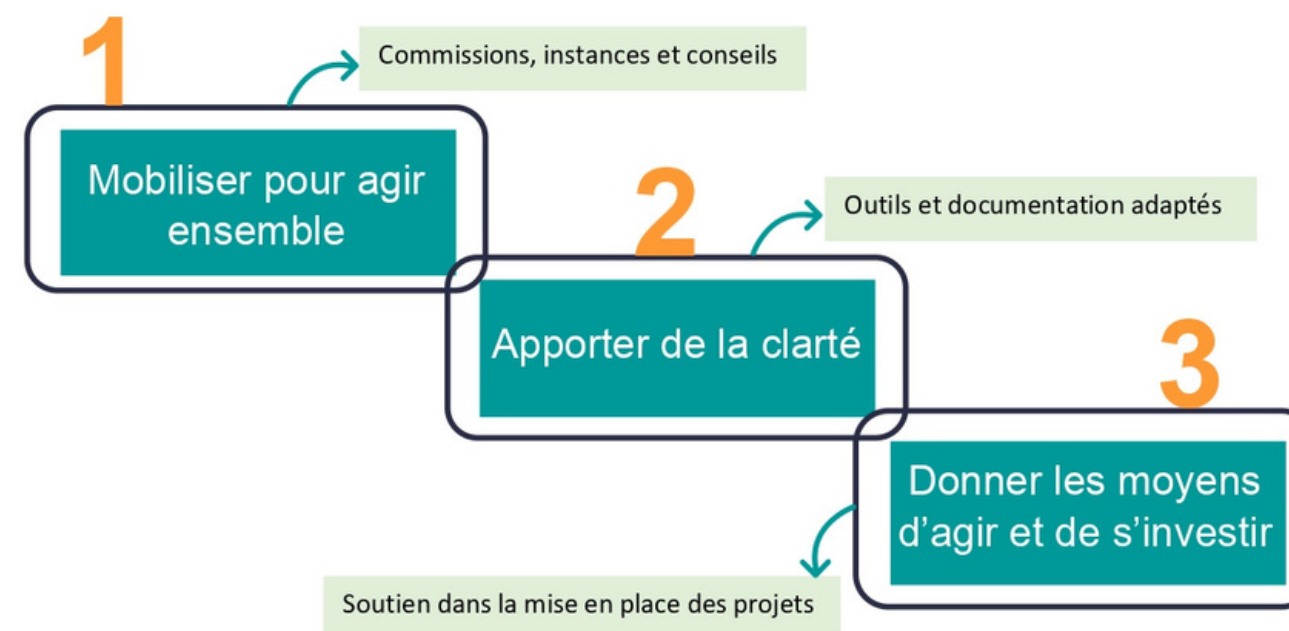 1
Commissions, instances et conseils
Mobiliser pour agir
ensemble
2
Outils et documentation adaptés
Apporter de la clarté
3
Donner les moyens
d’agir et de s’investir
Soutien dans la mise en place des projets